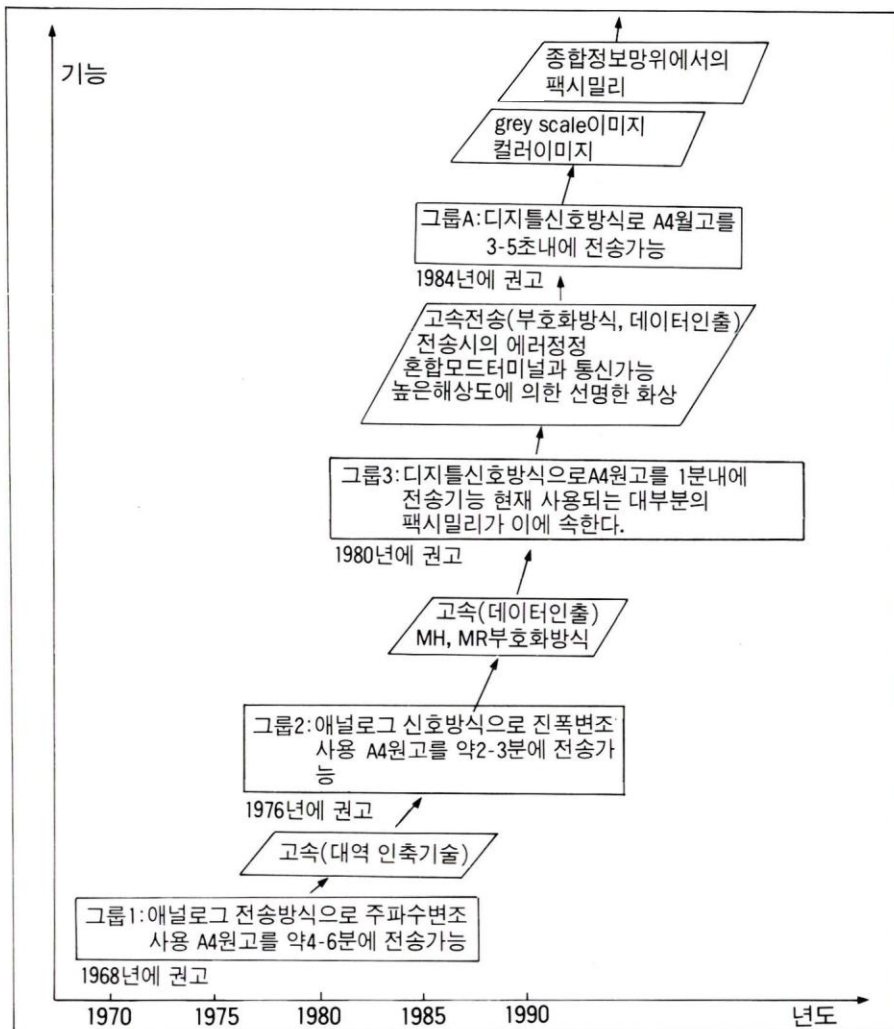 기능
종합정보망위에서의
팩시밀리
grey scale이미지
컬러이미지
그룹A:디지틀신호방식로 A4월고를
3-5초내에 전송가능
1984년에 권고
고속전송(부호화방식, 데이터인출)
전송시의 에러정정
혼합모드터미널과 통신가능
높은해상도에 의한 선명한 화상
그룹3:디지틀신호방식으로A4원고를 1분내에
전송기능 현재 사용되는 대부분의
팩시밀리가 이에 속한다.
1980년에 권고
고속(데이터인출)
MH, MR부호화방식
그룹2:애널로그 신호방식으로 진폭변조
사용 A4원고를 약2-3분에 전송가
능
1976년에 권고
고속(대역 인축기술)
그룹1:애널로그 전송방식으로 주파수변조
사용 A4원고를 약4-6분에 전송가능
1968년에 권고
1970 1975 1980 1985 1990 년도